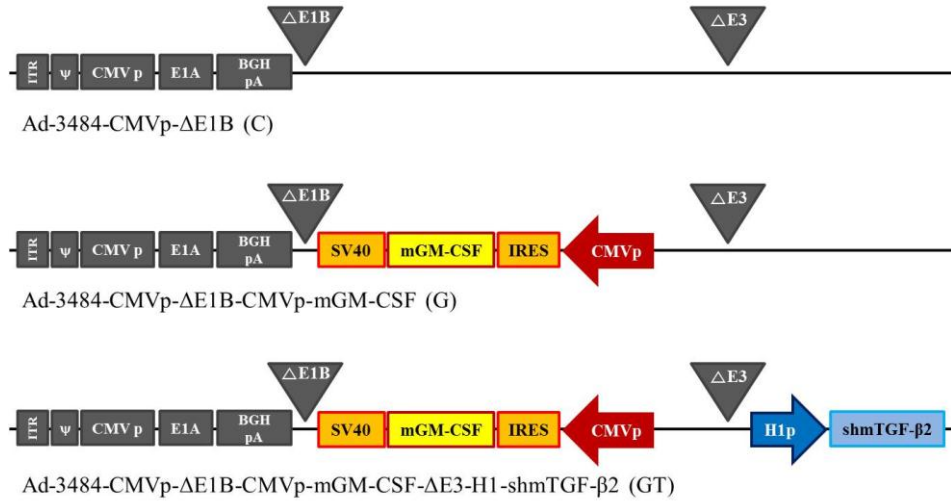 △E1B △E3
ITR ψ CMV p E1A BGH pA
Ad-3484-CMVp-ΔE1B (C)
△E1B △E3
ITR ψ CMV p E1A BGH pA SV40 mGM-CSF IRES CMVp
Ad-3484-CMVp-ΔE1B-CMVp-mGM-CSF (G)
△E1B △E3
ITR ψ CMV p E1A BGH pA SV40 mGM-CSF IRES CMVp H1p shmTGF-β2
Ad-3484-CMVp-ΔE1B-CMVp-mGM-CSF-ΔE3-H1-shmTGF-β2 (GT)